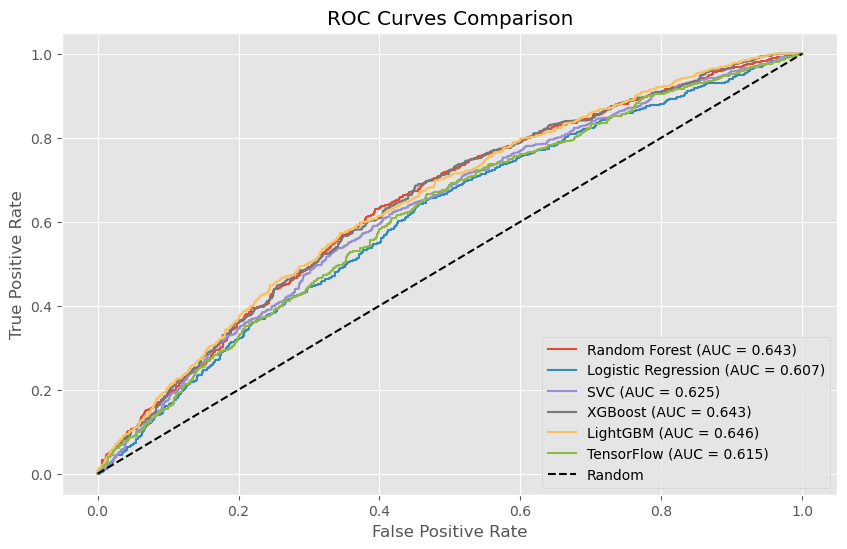 ROC Curves Comparison
True Positive Rate
1.0
0.8
0.6
0.4
0.2
0.0
Random Forest (AUC = 0.643)
Logistic Regression (AUC = 0.607)
SVC (AUC = 0.625)
XGBoost (AUC = 0.643)
LightGBM (AUC = 0.646)
TensorFlow (AUC = 0.615)
Random
0.0 0.2 0.4 0.6 0.8 1.0
False Positive Rate